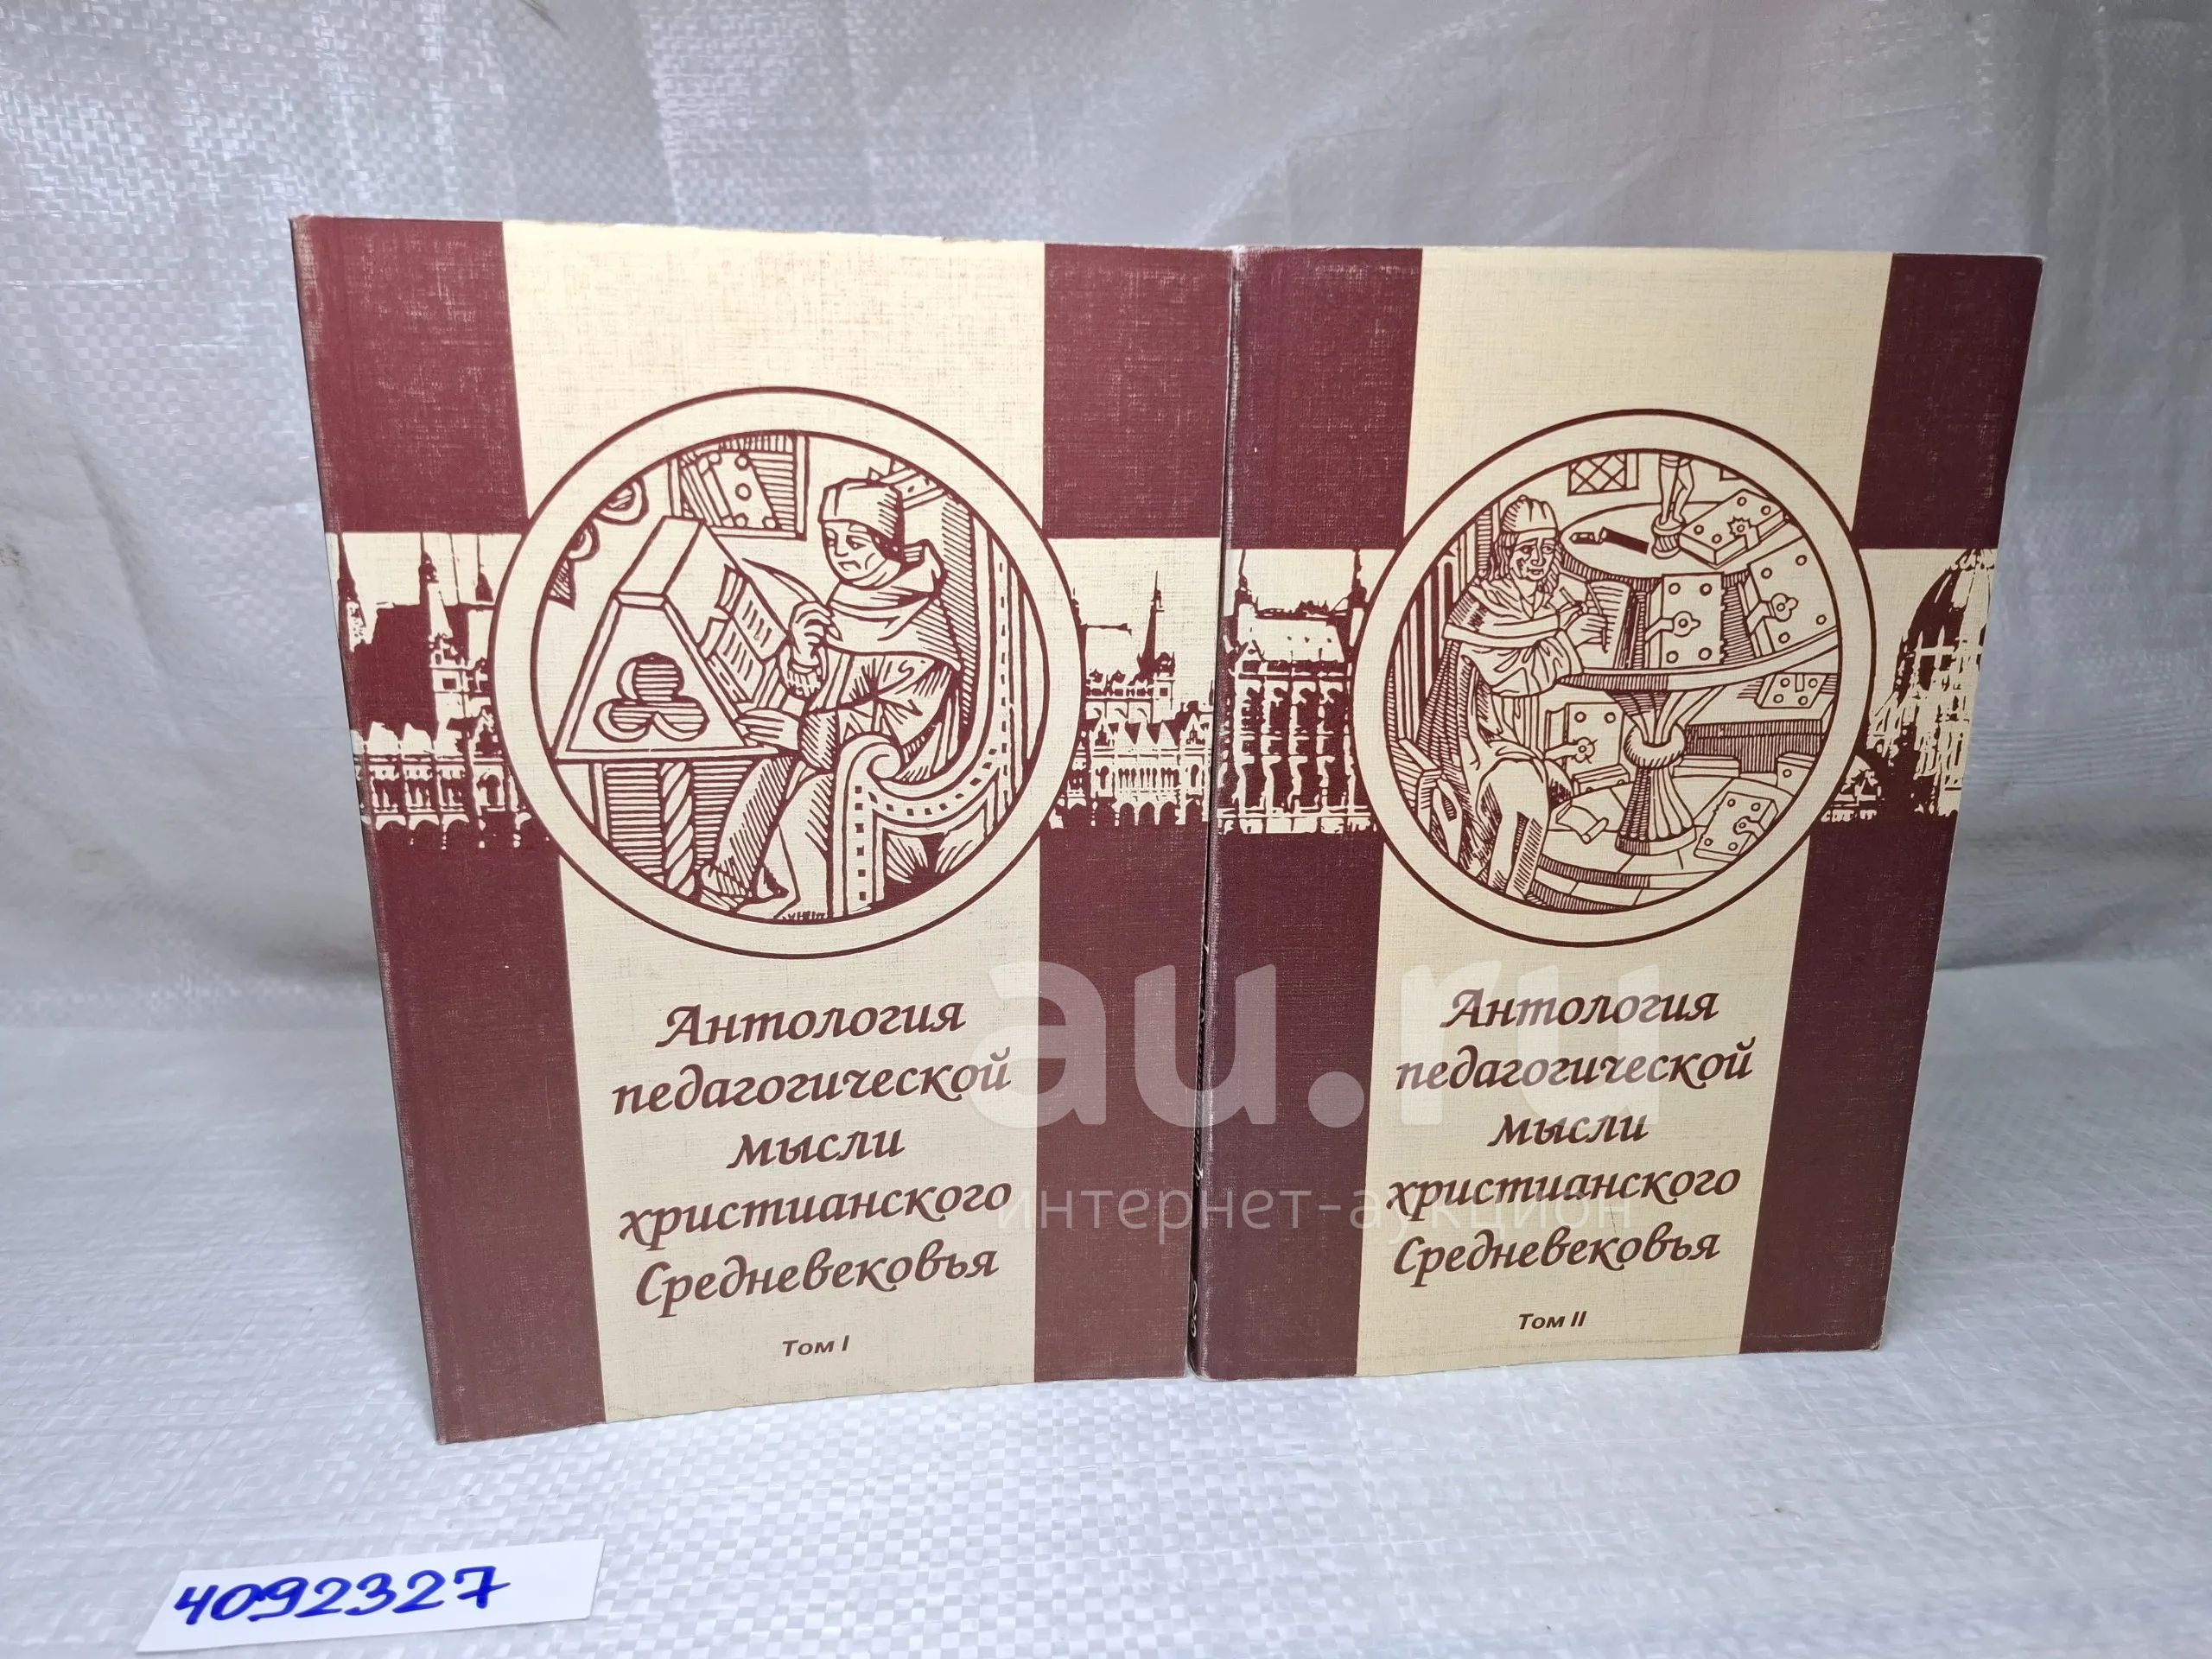 Антология
педагогической
мысли
христианского
Средневековья
Том I
Антология
педагогической
мысли
христианского
Средневековья
Том II
au.ru
интернет-аукцион
4092327